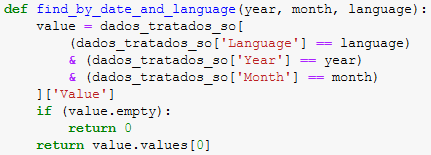 def find_by_date_and_language(year, month, language):
    value = dados_tratados_so[
        (dados_tratados_so['Language'] == language)
        & (dados_tratados_so['Year'] == year)
        & (dados_tratados_so['Month'] == month)
    ]['Value']
    if (value.empty):
        return 0
    return value.values[0]